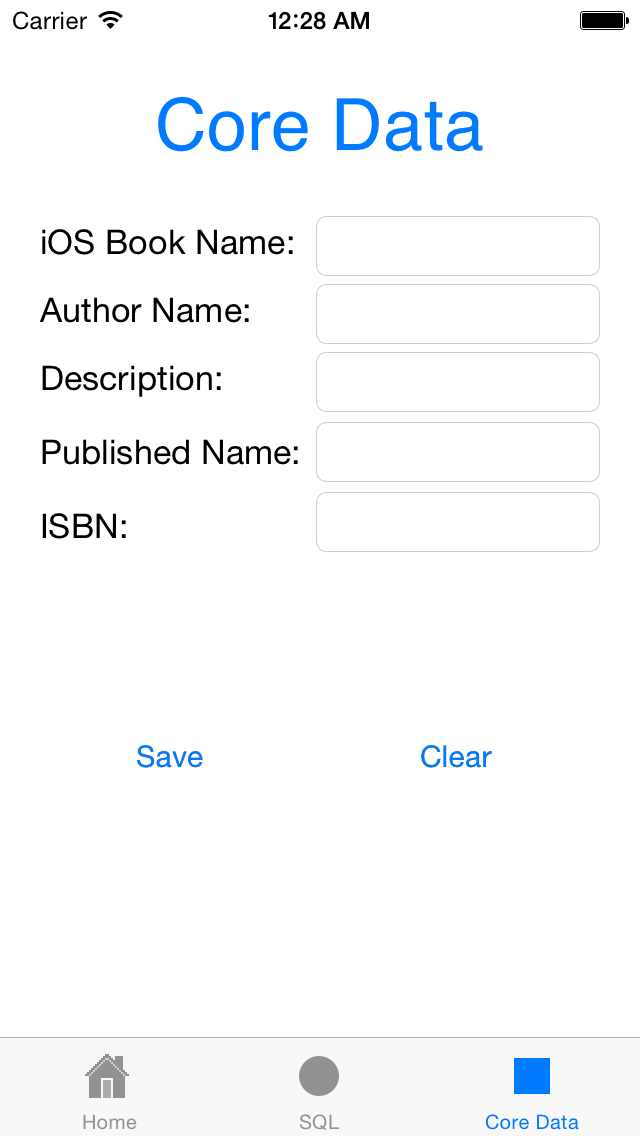 Carrier 12:28 AM
Core Data
iOS Book Name:
Author Name:
Description:
Published Name:
ISBN:
Save Clear
Home SQL Core Data